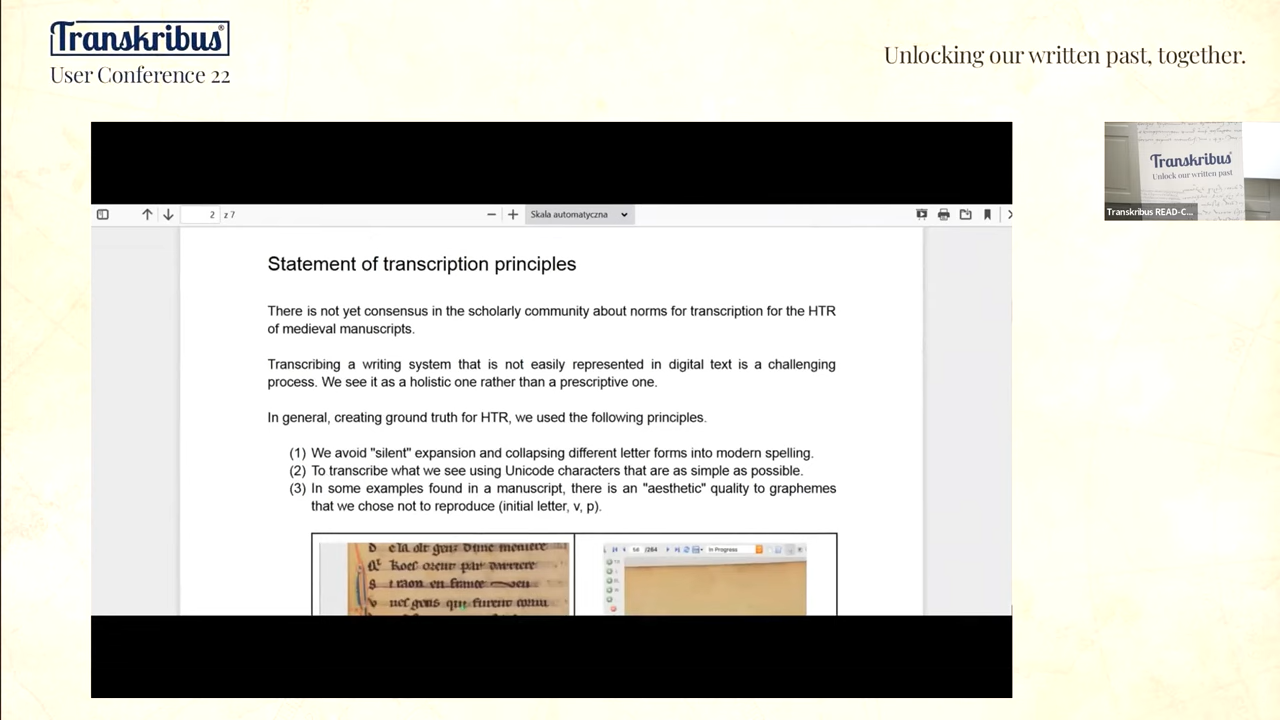 Transkribus®
User Conference 22
Unlocking our written past, together.
2 z 7
Skala automatyczna
Statement of transcription principles
There is not yet consensus in the scholarly community about norms for transcription for the HTR
of medieval manuscripts.
Transcribing a writing system that is not easily represented in digital text is a challenging
process. We see it as a holistic one rather than a prescriptive one.
In general, creating ground truth for HTR, we used the following principles.
(1) We avoid "silent" expansion and collapsing different letter forms into modern spelling.
(2) To transcribe what we see using Unicode characters that are as simple as possible.
(3) In some examples found in a manuscript, there is an "aesthetic" quality to graphemes
that we chose not to reproduce (initial letter, v, p).
par
en france
56 /264 In Progress
Transkribus®
Unlock our written past
Transkribus READ-C...